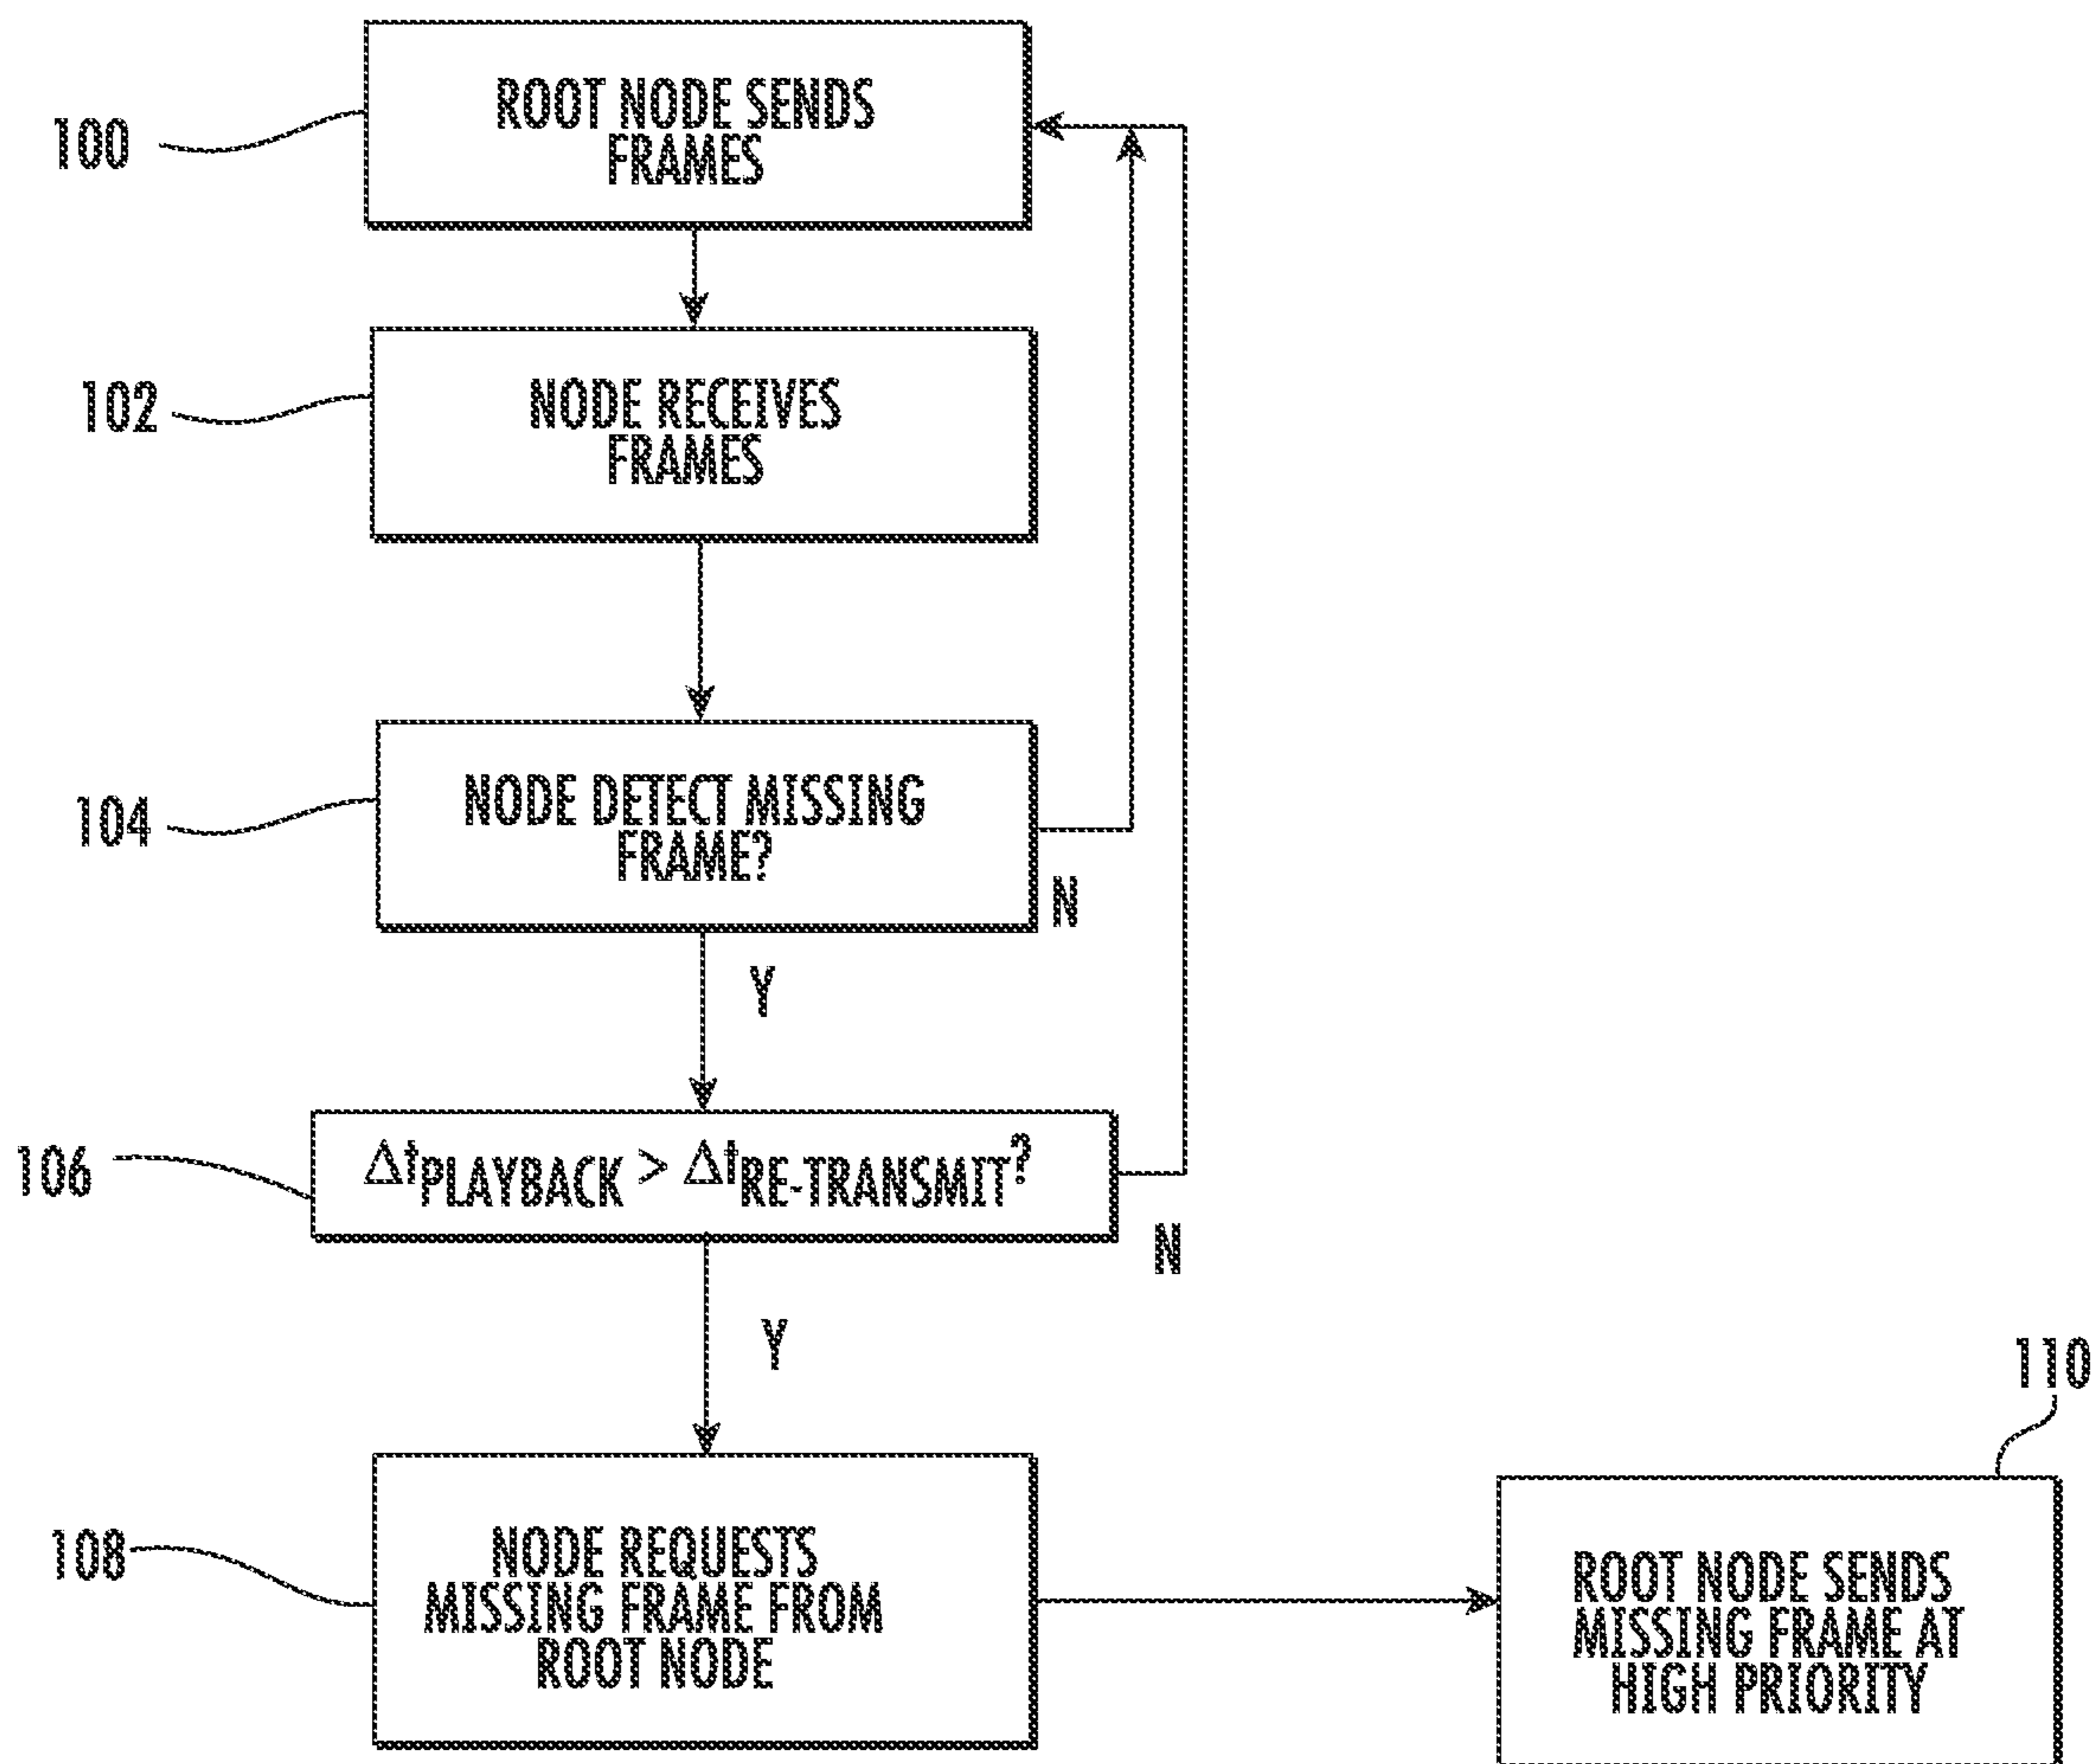 100
ROOT NODE SENDS
FRAMES
102
NODE RECEIVES
FRAMES
104
NODE DETECT MISSING
FRAME?
N
Y
106
ΔtPLAYBACK > ΔtRE-TRANSMIT?
N
Y
108
NODE REQUESTS
MISSING FRAME FROM
ROOT NODE
110
ROOT NODE SENDS
MISSING FRAME AT
HIGH PRIORITY